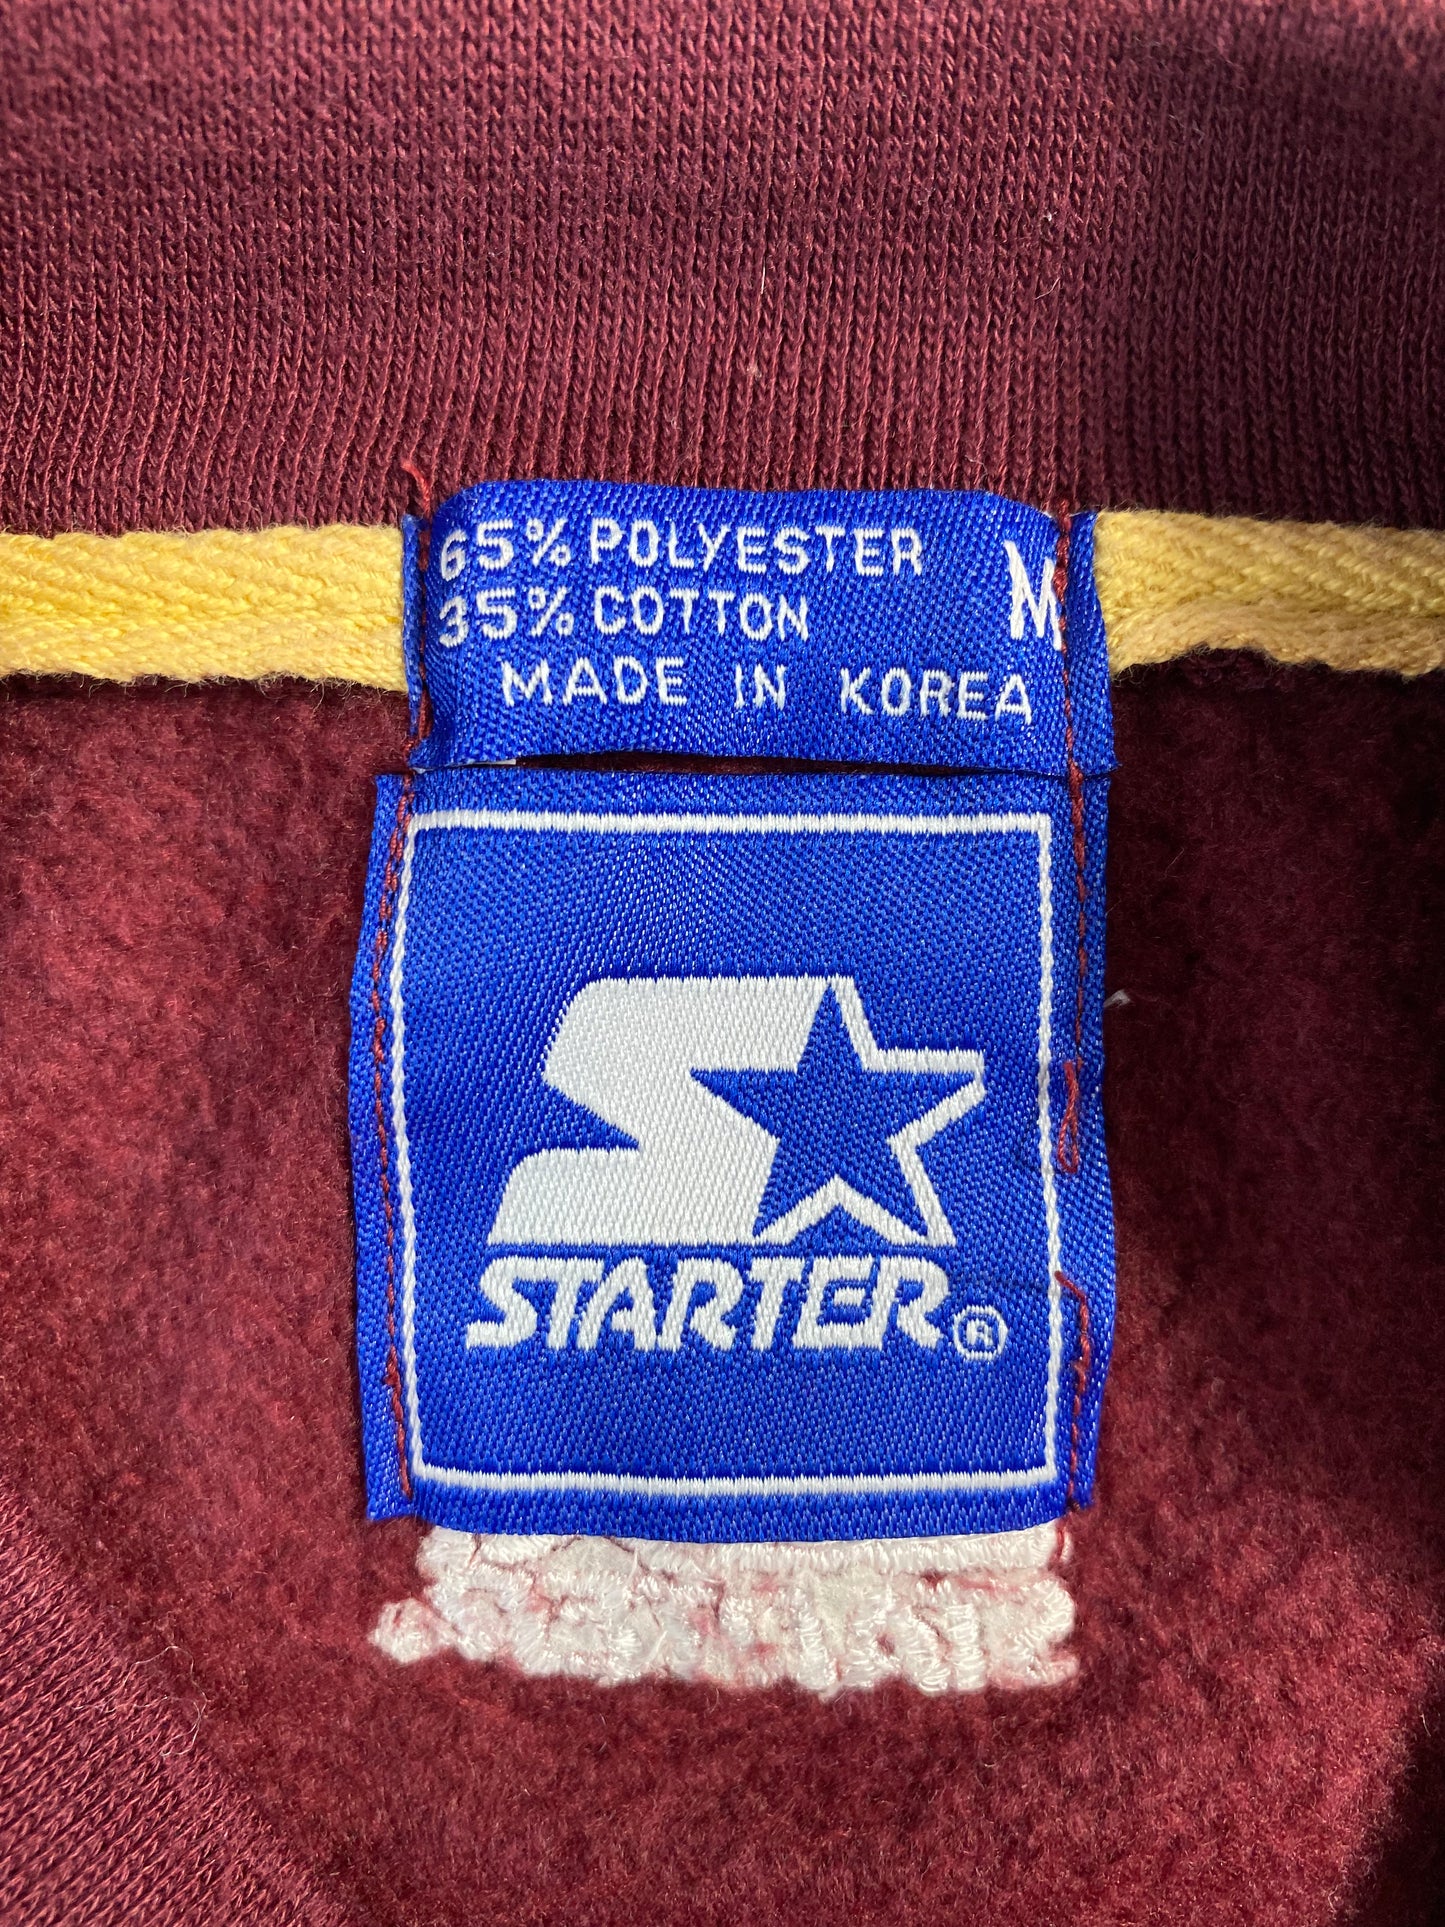 65% POLYESTER M
35% COTTON
MADE IN KOREA
STARTER®